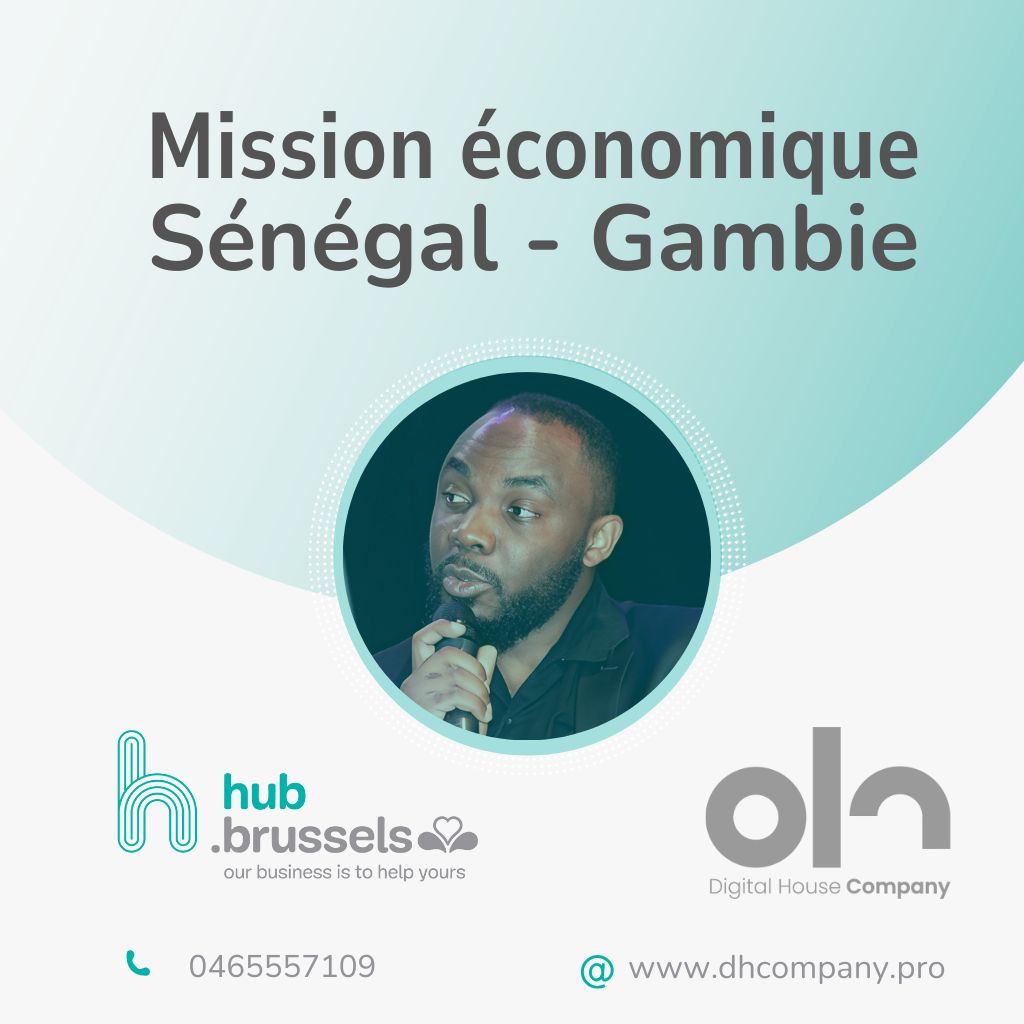 Mission économique
Sénégal - Gambie
hub
.brussels
our business is to help yours
dh
Digital House Company
0465557109
@ www.dhcompany.pro